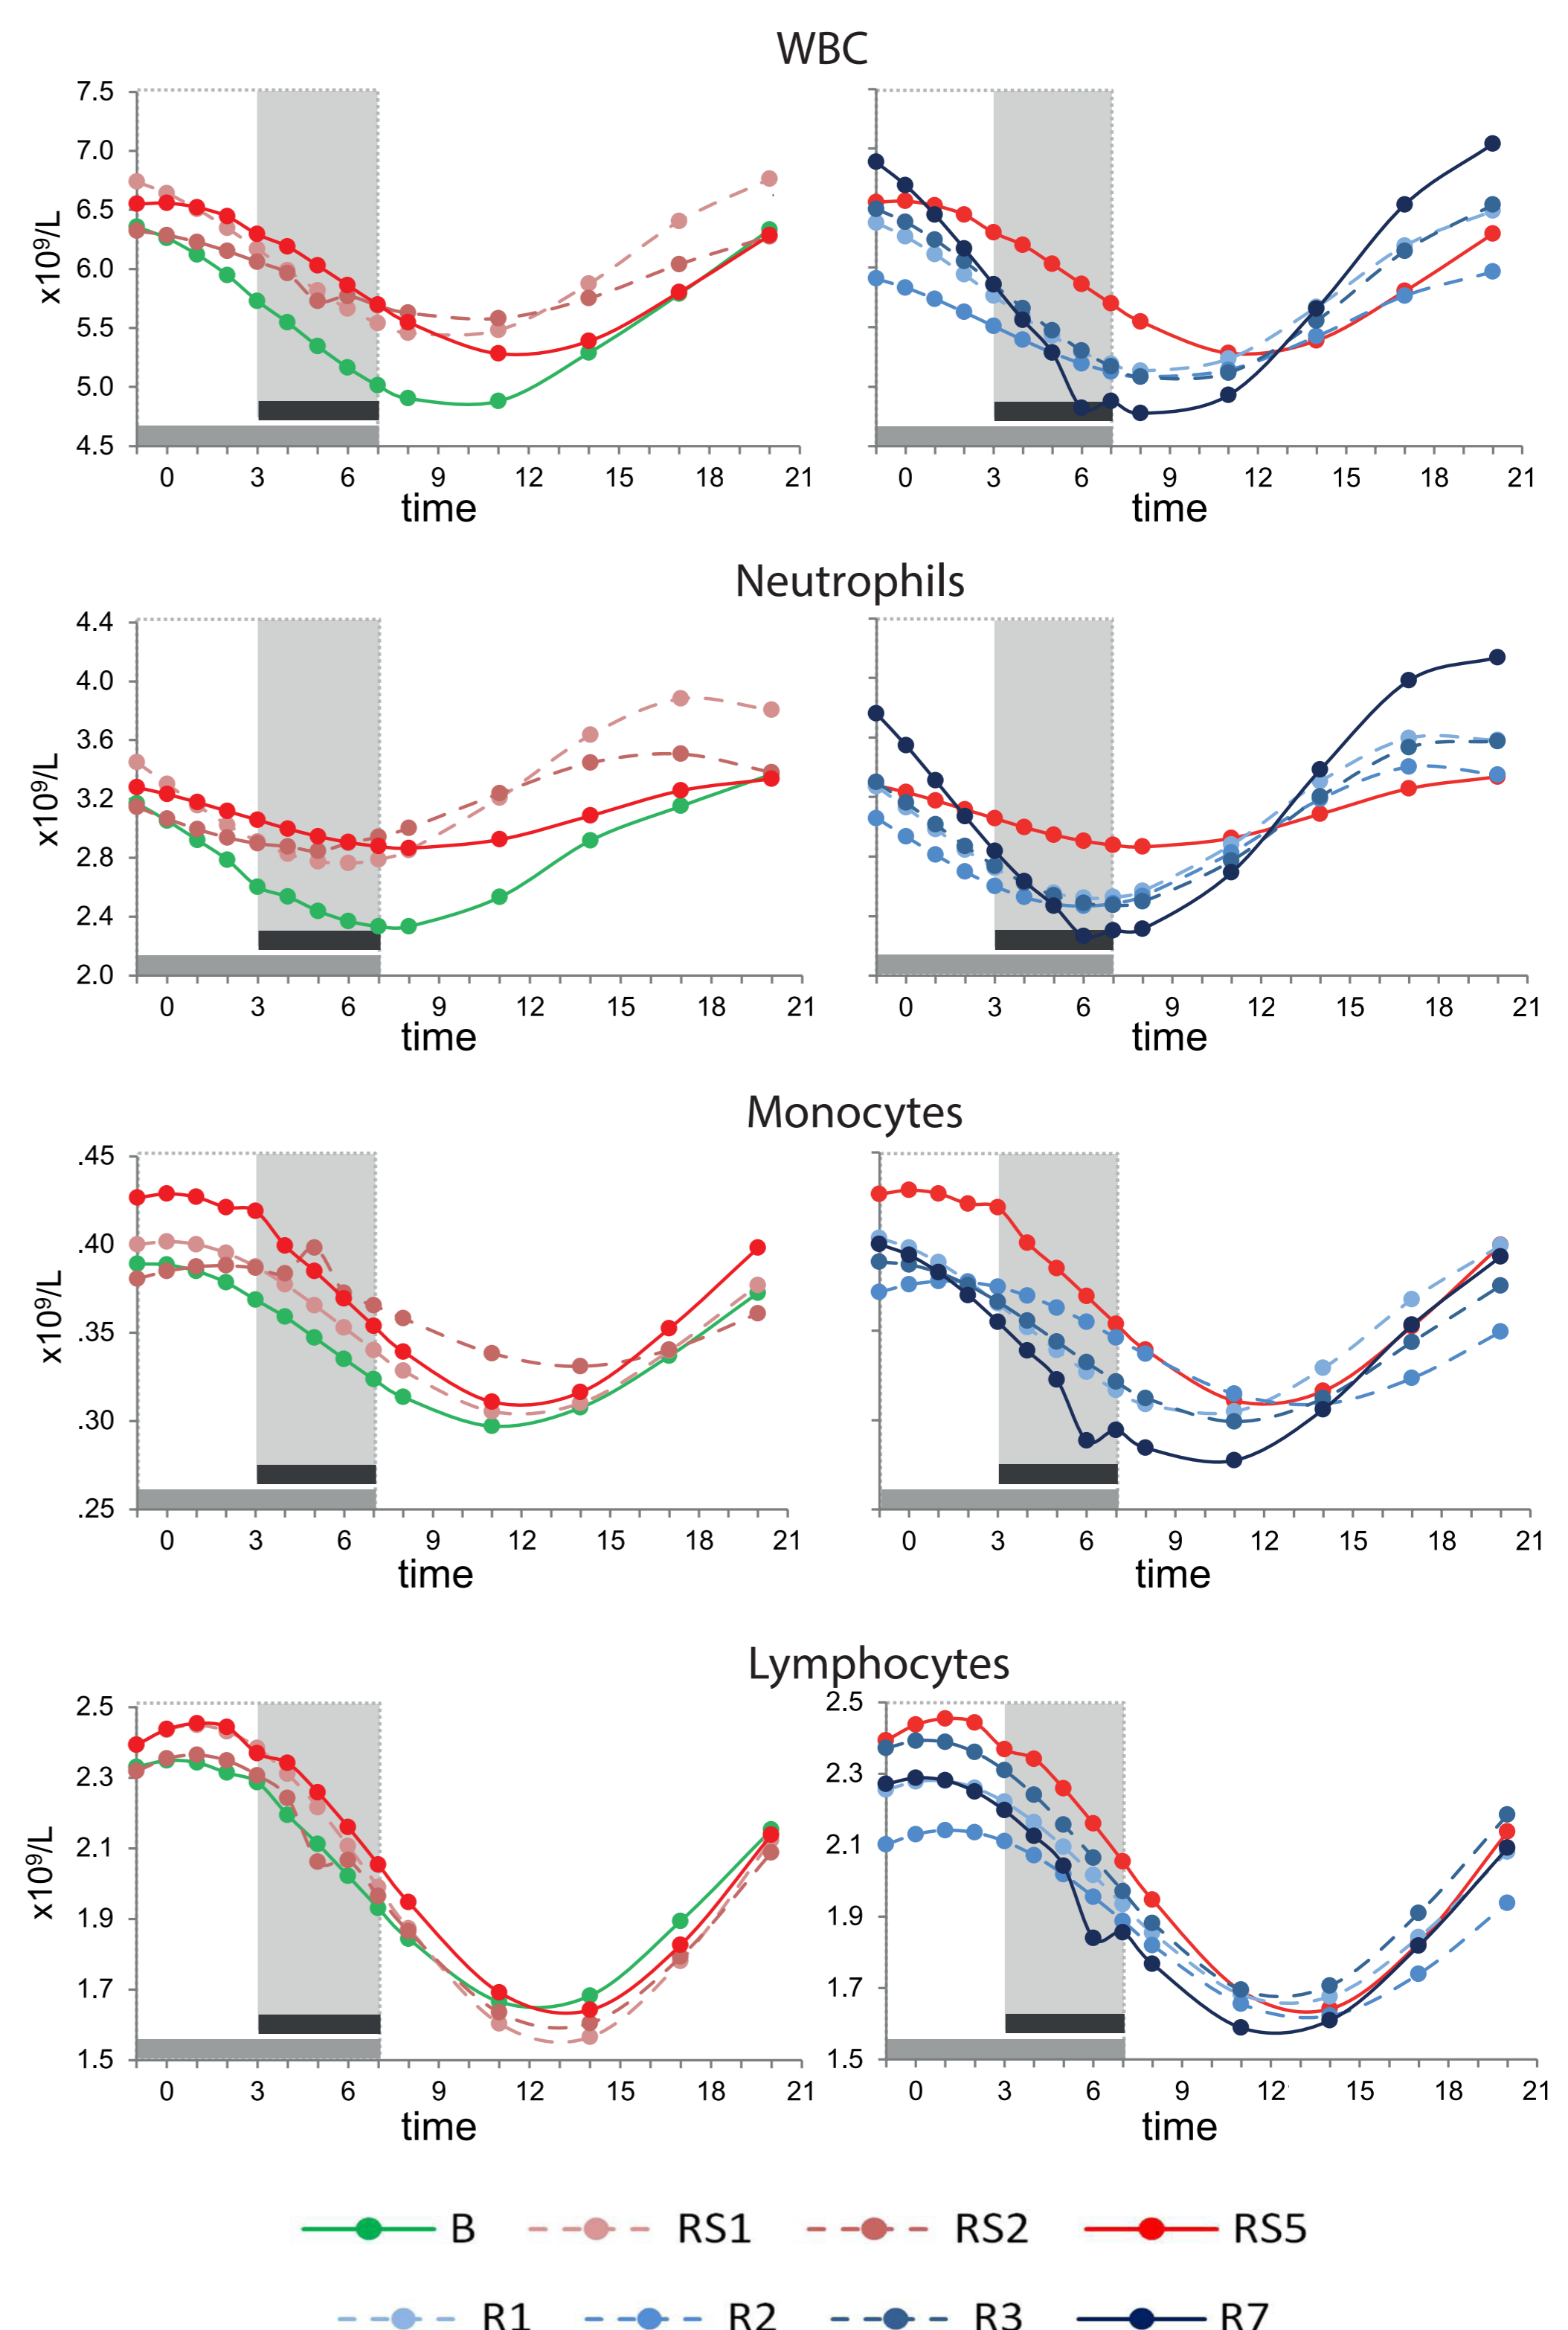 WBC
7.5
7.0
6.5
6.0
5.5
5.0
4.5
x10⁹/L
0 3 6 9 12 15 18 21
time
0 3 6 9 12 15 18 21
time
Neutrophils
4.4
4.0
3.6
3.2
2.8
2.4
2.0
x10⁹/L
0 3 6 9 12 15 18 21
time
0 3 6 9 12 15 18 21
time
Monocytes
.45
.40
.35
.30
.25
x10⁹/L
0 3 6 9 12 15 18 21
time
0 3 6 9 12 15 18 21
time
Lymphocytes
2.5
2.3
2.1
1.9
1.7
1.5
x10⁹/L
0 3 6 9 12 15 18 21
time
2.5
2.3
2.1
1.9
1.7
1.5
0 3 6 9 12 15 18 21
time
B RS1 RS2 RS5
R1 R2 R3 R7